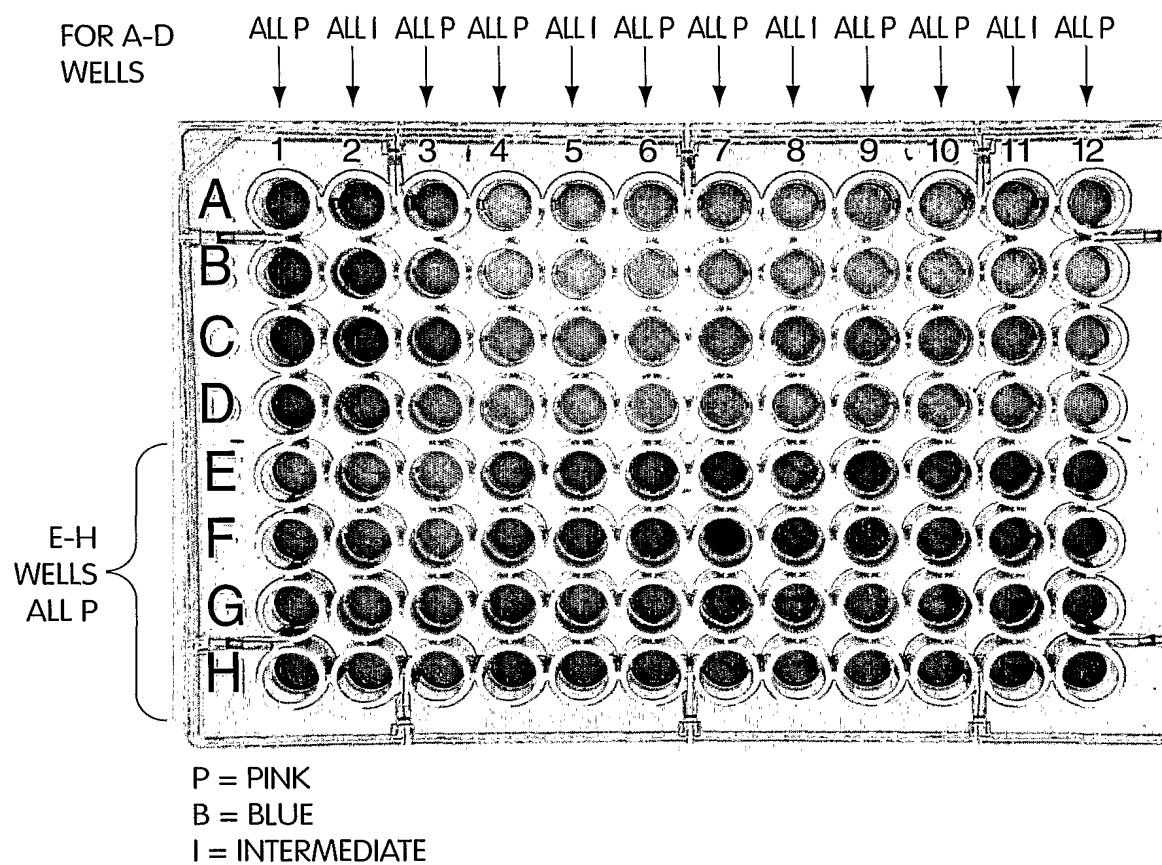 FOR A-D ALL P ALL I ALL P ALL P ALL I ALL P ALL P ALL I ALL P ALL P ALL I ALL P
WELLS
1 2 3 4 5 6 7 8 9 10 11 12
A
B
C
D
E
F
G
H
E-H
WELLS
ALL P
P = PINK
B = BLUE
I = INTERMEDIATE